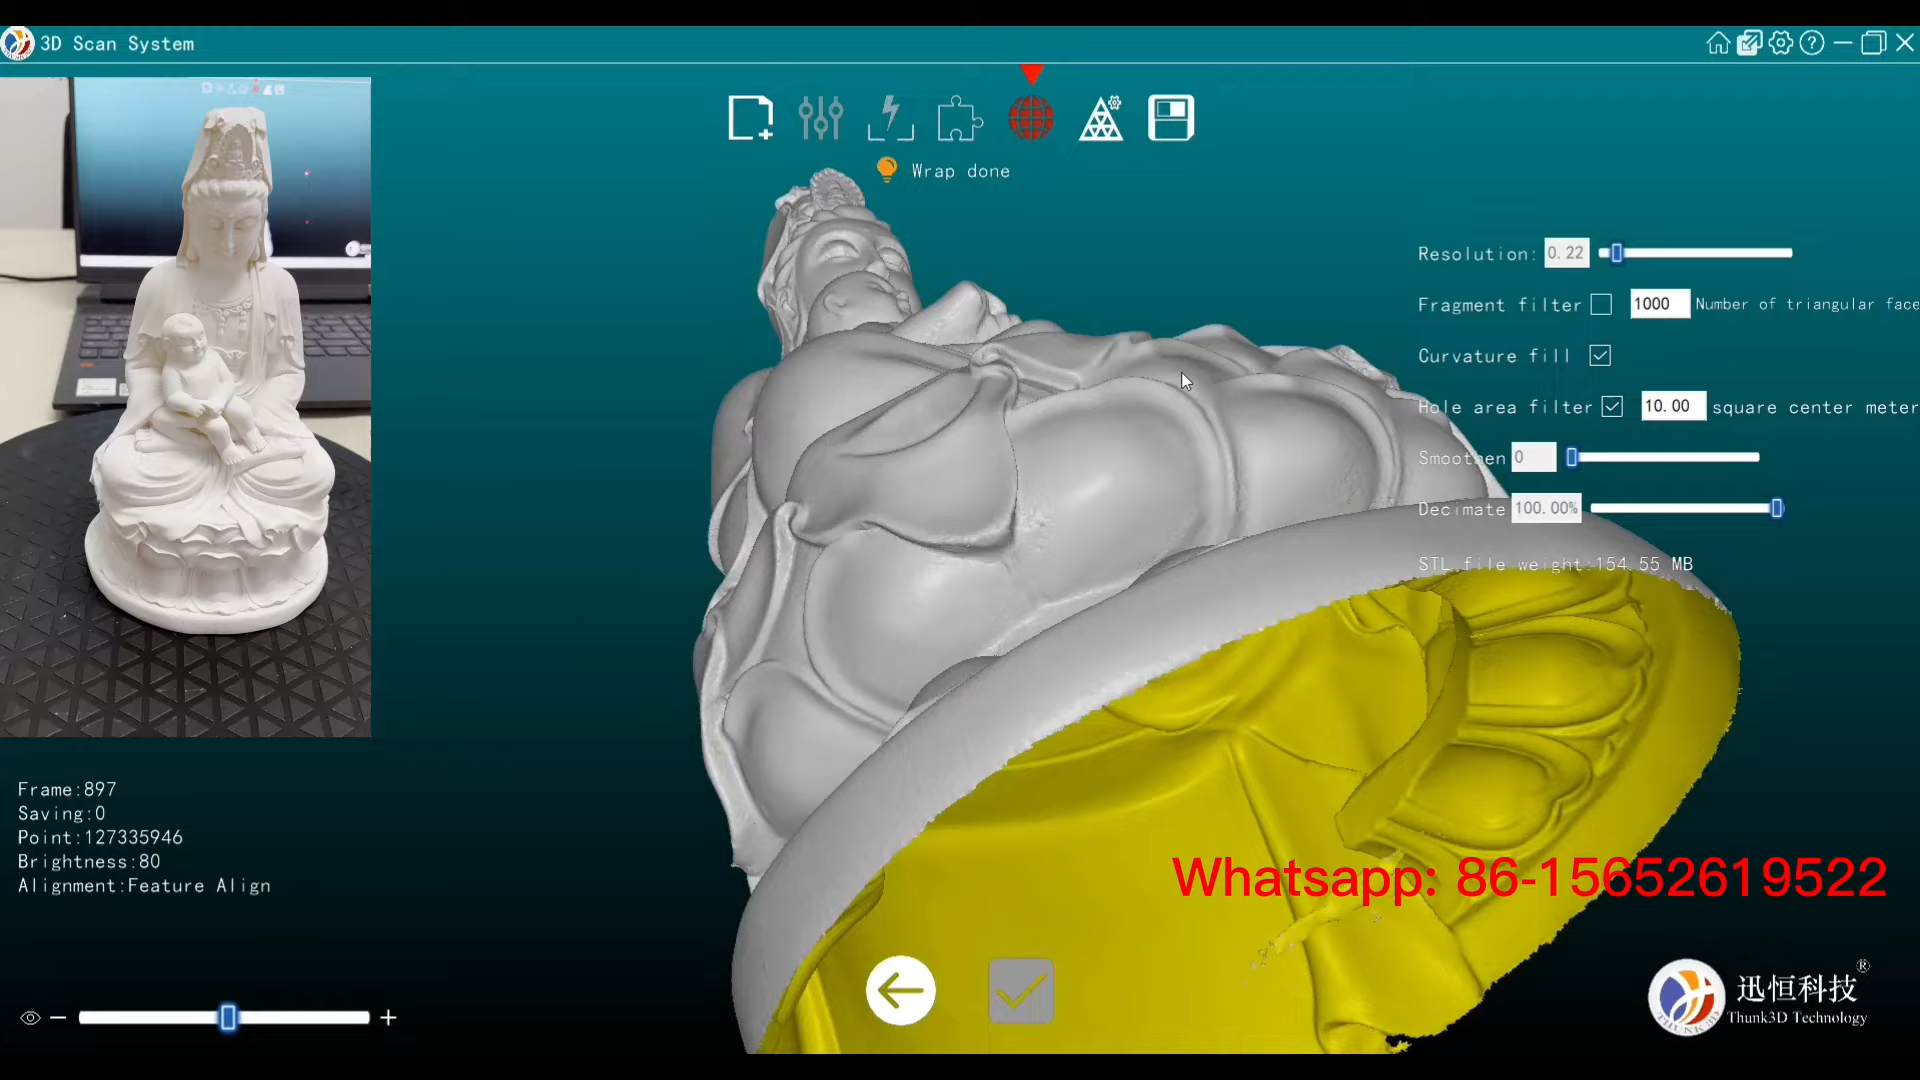 3D Scan System
Wrap done
Resolution: 0.22
Fragment filter 1000 Number of triangular face
Curvature fill
Hole area filter 10.00 square center meter
Smoothen 0
Decimate 100.00%
STL file weight:154.55 MB
Frame:897
Saving:0
Point:127335946
Brightness:80
Alignment:Feature Align
Whatsapp: 86-15652619522
迅恒科技®
Thunk3D Technology
THUNK3D